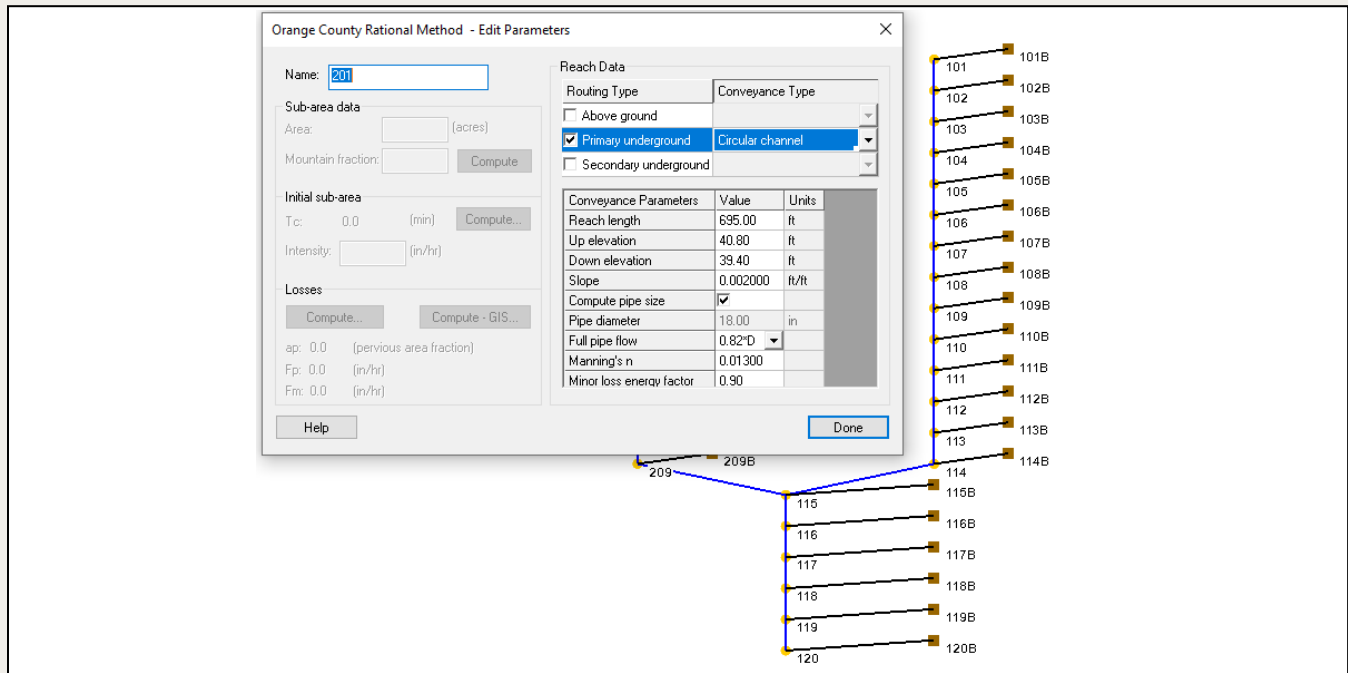 Orange County Rational Method - Edit Parameters
Name: 201
Sub-area data
Area: (acres)
Mountain fraction: Compute
Initial sub-area
Tc: 0.0 (min) Compute...
Intensity: (in/hr)
Losses
Compute... Compute - GIS...
ap: 0.0 (pervious area fraction)
Fp: 0.0 (in/hr)
Fm: 0.0 (in/hr)
Help
Reach Data
Routing Type Conveyance Type
Above ground
Primary underground Circular channel
Secondary underground
Conveyance Parameters Value Units
Reach length 695.00 ft
Up elevation 40.80 ft
Down elevation 39.40 ft
Slope 0.002000 ft/ft
Compute pipe size
Pipe diameter 18.00 in
Full pipe flow 0.82*D
Manning's n 0.01300
Minor loss energy factor 0.90
Done
101 101B
102 102B
103 103B
104 104B
105 105B
106 106B
107 107B
108 108B
109 109B
110 110B
111 111B
112 112B
113 113B
114 114B
209 209B
115 115B
116 116B
117 117B
118 118B
119 119B
120 120B